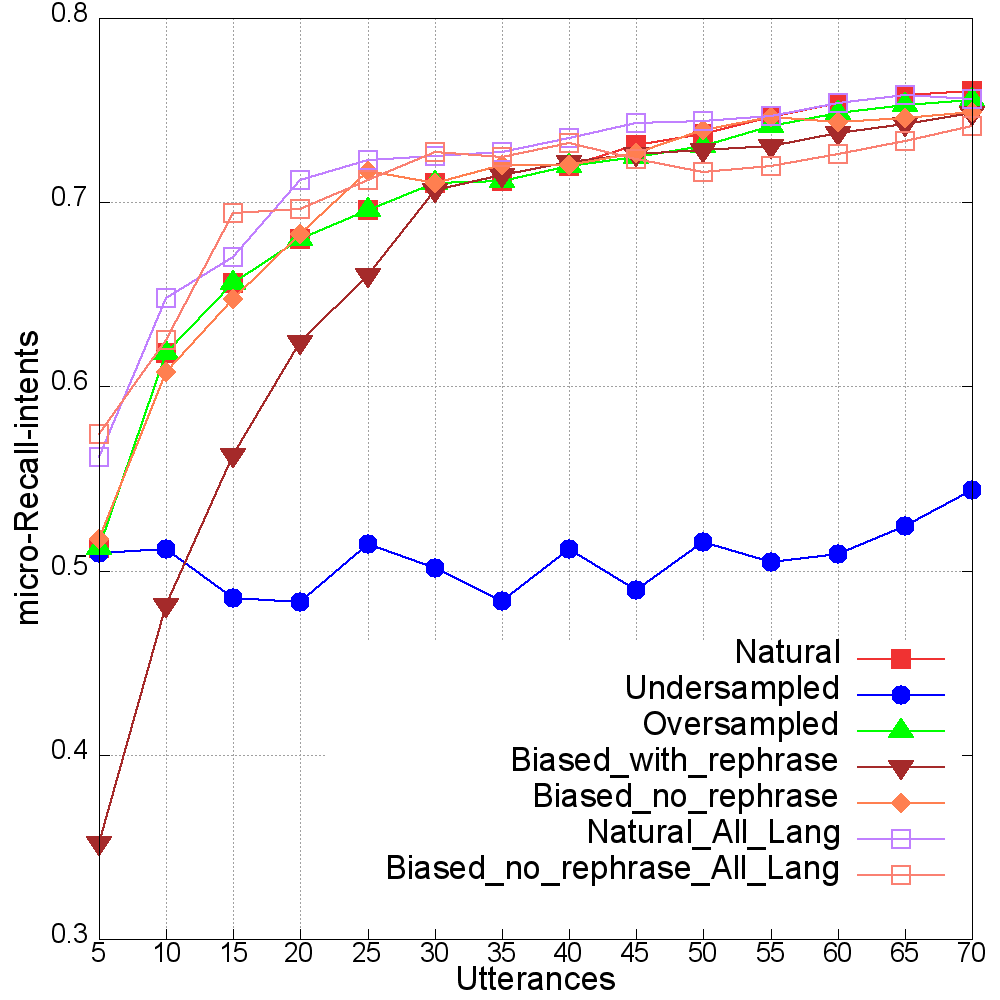 0.8
0.7
0.6
0.5
0.4
0.3
micro-Recall-intents
Natural
Undersampled
Oversampled
Biased_with_rephrase
Biased_no_rephrase
Natural_All_Lang
Biased_no_rephrase_All_Lang
5 10 15 20 25 30 35 40 45 50 55 60 65 70
Utterances